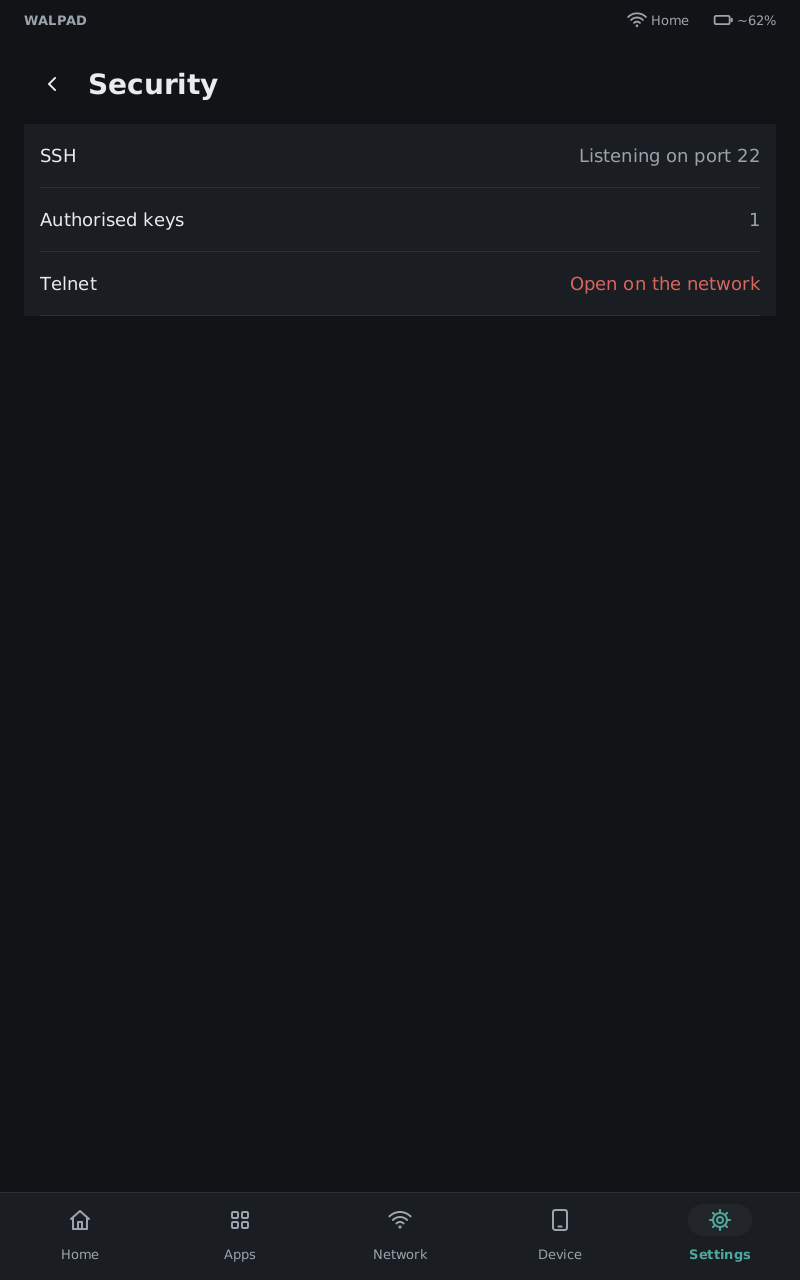 WALPAD Home ~62%
Security
SSH Listening on port 22
Authorised keys 1
Telnet Open on the network
Home Apps Network Device Settings